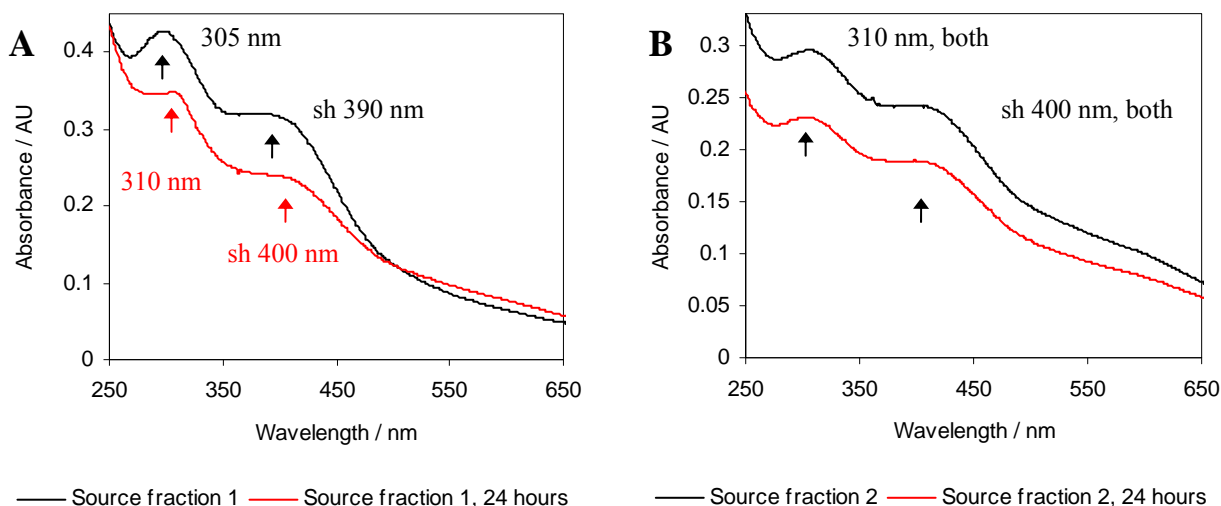 A
305 nm
sh 390 nm
310 nm
sh 400 nm
Absorbance / AU
0.4
0.3
0.2
0.1
0
250 350 450 550 650
Wavelength / nm
Source fraction 1 Source fraction 1, 24 hours
B
310 nm, both
sh 400 nm, both
Absorbance / AU
0.3
0.25
0.2
0.15
0.1
0.05
0
250 350 450 550 650
Wavelength / nm
Source fraction 2 Source fraction 2, 24 hours